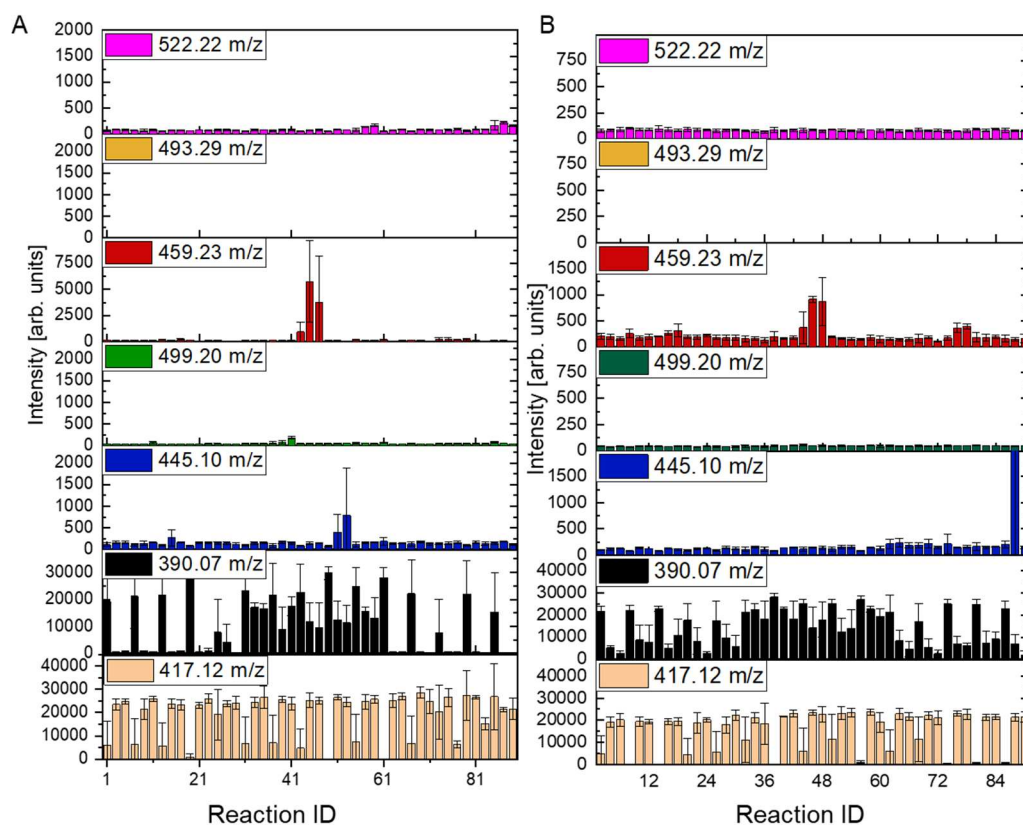 A
2000
1500
1000
500
0
522.22 m/z
2000
1500
1000
500
0
493.29 m/z
7500
5000
2500
0
459.23 m/z
2000
1500
1000
500
0
499.20 m/z
2000
1500
1000
500
0
445.10 m/z
30000
20000
10000
0
390.07 m/z
40000
30000
20000
10000
0
417.12 m/z
Intensity [arb. units]
1 21 41 61 81
Reaction ID
B
750
500
250
0
522.22 m/z
750
500
250
0
493.29 m/z
1500
1000
500
0
459.23 m/z
750
500
250
0
499.20 m/z
1500
1000
500
0
445.10 m/z
40000
30000
20000
10000
0
390.07 m/z
40000
30000
20000
10000
0
417.12 m/z
Intensity [arb. units]
12 24 36 48 60 72 84
Reaction ID